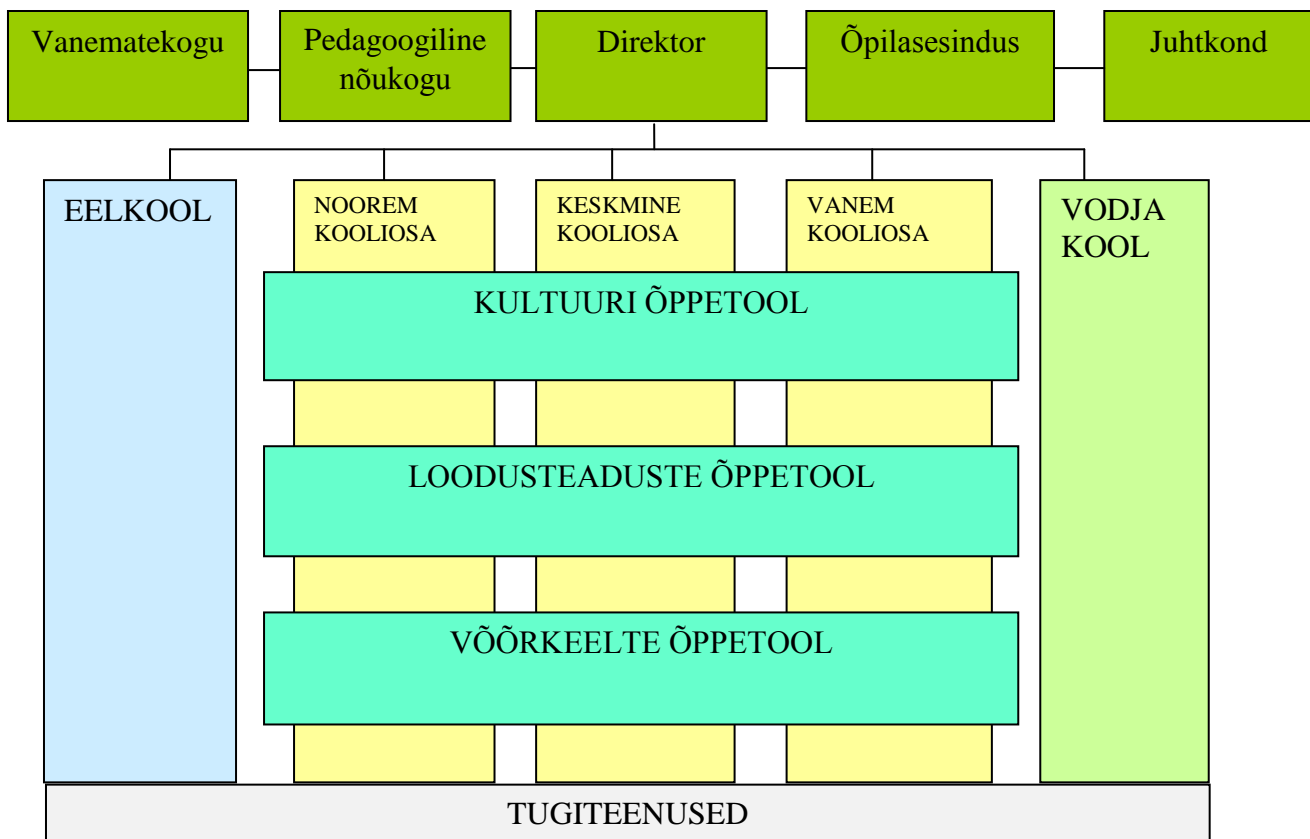 Vanematekogu
Pedagoogiline
nõukogu
Direktor
Õpilasesindus
Juhtkond
EELKOOL
NOOREM
KOOLIOSA
KESKMINE
KOOLIOSA
VANEM
KOOLIOSA
VODJA
KOOL
KULTUURI ÕPPETOOL
LOODUSTEADUSTE ÕPPETOOL
VÕÕRKEELTE ÕPPETOOL
TUGITEENUSED